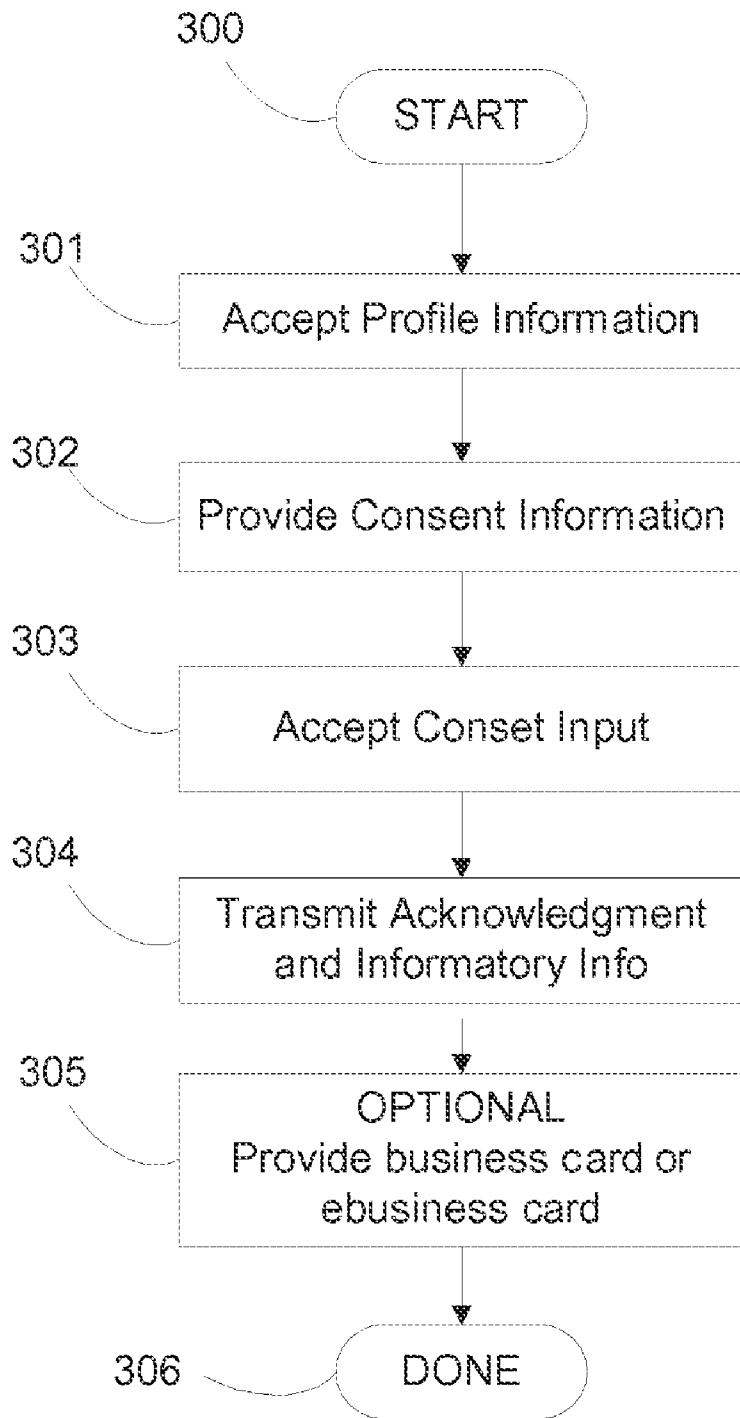 300
START
301
Accept Profile Information
302
Provide Consent Information
303
Accept Conset Input
304
Transmit Acknowledgment
and Informatory Info
305
OPTIONAL
Provide business card or
ebusiness card
306
DONE